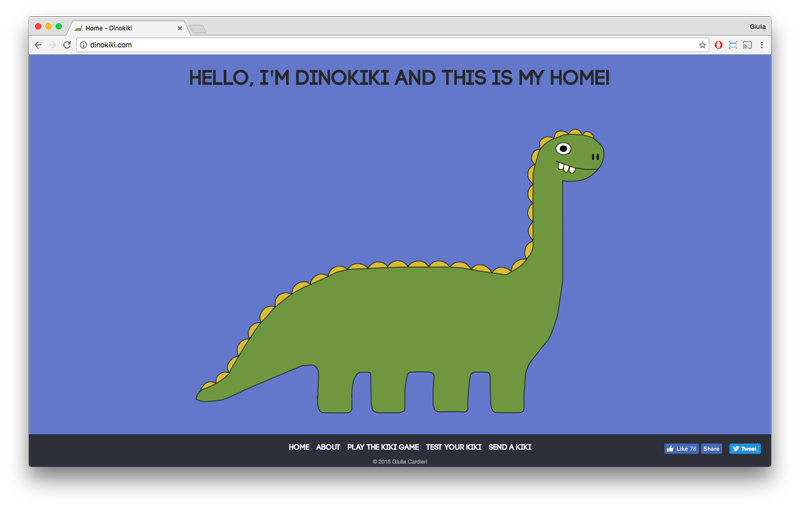 Home - Dinokiki
Giulia
dinokiki.com
HELLO, I'M DINOKIKI AND THIS IS MY HOME!
HOME ABOUT PLAY THE KIKI GAME TEST YOUR KIKI SEND A KIKI
Like 76 Share Tweet
© 2016 Giulia Cardieri